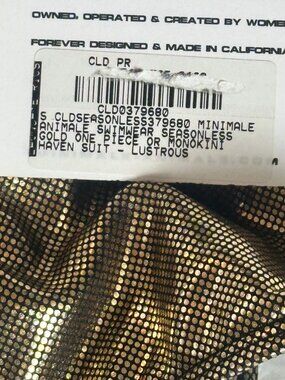 OWNED, OPERATED & CREATED BY WOME
FOREVER DESIGNED & MADE IN CALIFORNIA
CLD PR
CLD0379680
S CLDSEASONLESS379680 MINIMALE
ANIMALE SWIMWEAR SEASONLESS
GOLD ONE PIECE OR MONOKINI
HAVEN SUIT - LUSTROUS